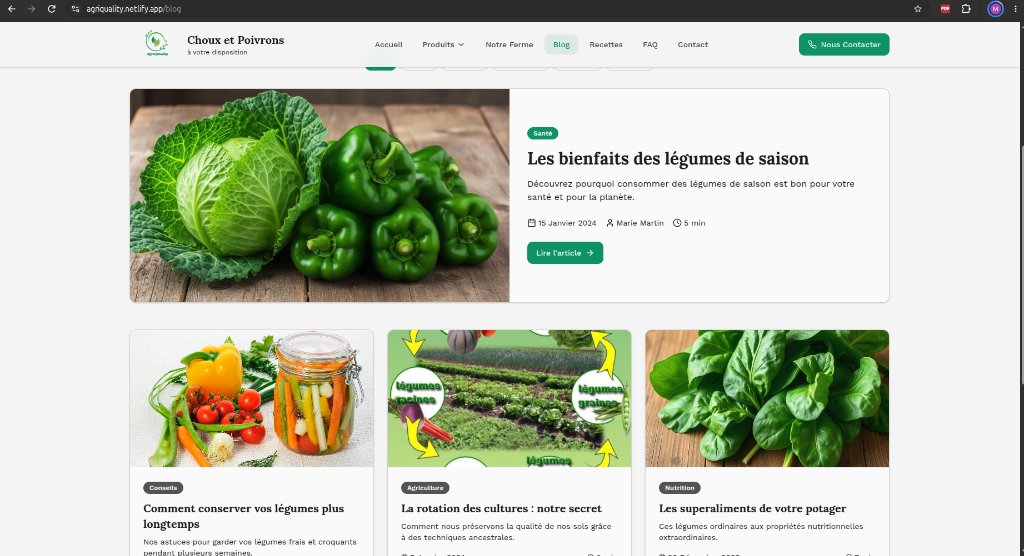 agriquality.netlify.app/blog
PDF
M
agriquality
Choux et Poivrons
à votre disposition
Accueil
Produits
Notre Ferme
Blog
Recettes
FAQ
Contact
Nous Contacter
Santé
Les bienfaits des légumes de saison
Découvrez pourquoi consommer des légumes de saison est bon pour votre
santé et pour la planète.
15 Janvier 2024 Marie Martin 5 min
Lire l'article
légumes
racines
légumes
graines
légumes
Conseils
Comment conserver vos légumes plus
longtemps
Nos astuces pour garder vos légumes frais et croquants
pendant plusieurs semaines.
Agriculture
La rotation des cultures : notre secret
Comment nous préservons la qualité de nos sols grâce
à des techniques ancestrales.
Nutrition
Les superaliments de votre potager
Ces légumes ordinaires aux propriétés nutritionnelles
extraordinaires.